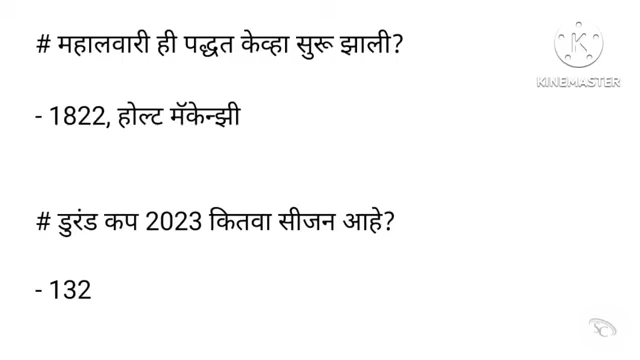 # महालवारी ही पद्धत केव्हा सुरू झाली?
KINEMASTER
- 1822, होल्ट मॅकेन्झी
# डुरंड कप 2023 कितवा सीजन आहे?
- 132